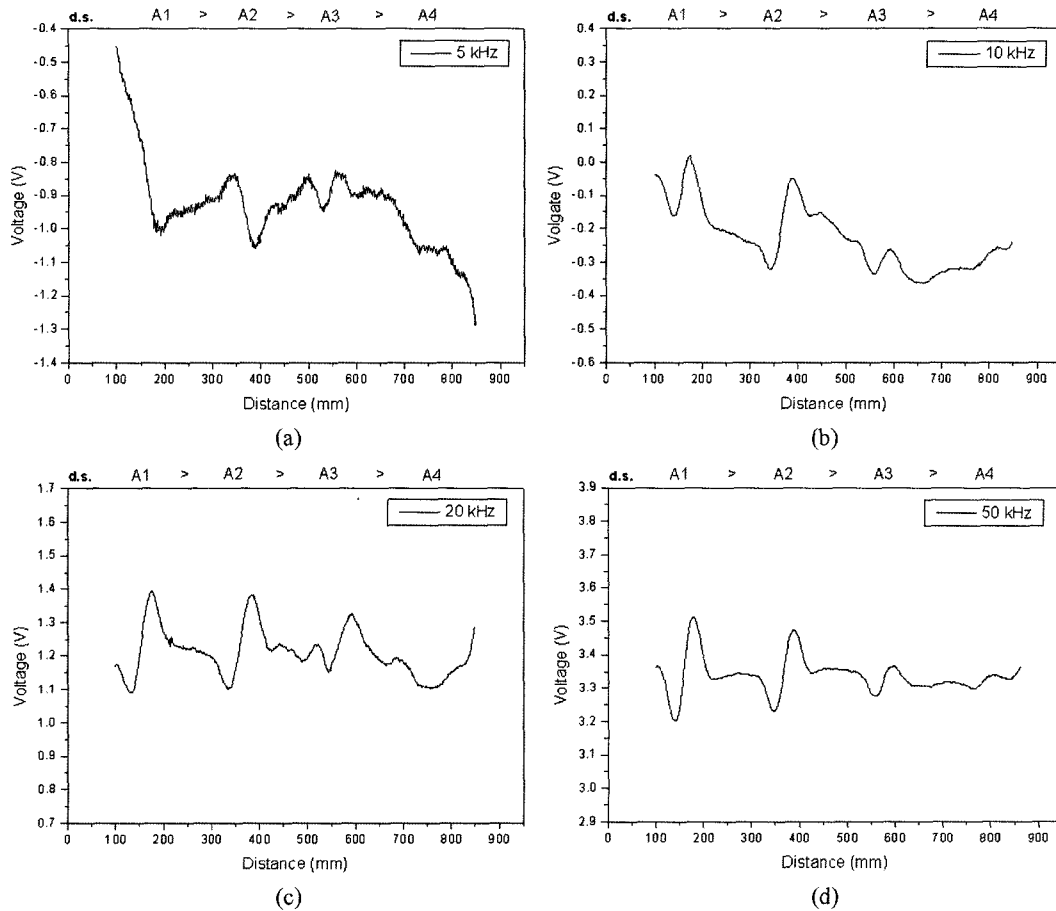 d.s. A1 > A2 > A3 > A4
-0.4
-0.5
-0.6
-0.7
-0.8
-0.9
-1.0
-1.1
-1.2
-1.3
-1.4
Voltage (V)
5 kHz
0 100 200 300 400 500 600 700 800 900
Distance (mm)
(a)
d.s. A1 > A2 > A3 > A4
0.4
0.3
0.2
0.1
0.0
-0.1
-0.2
-0.3
-0.4
-0.5
-0.6
Volgate (V)
10 kHz
0 100 200 300 400 500 600 700 800 900
Distance (mm)
(b)
d.s. A1 > A2 > A3 > A4
1.7
1.6
1.5
1.4
1.3
1.2
1.1
1.0
0.9
0.8
0.7
Voltage (V)
20 kHz
0 100 200 300 400 500 600 700 800 900
Distance (mm)
(c)
d.s. A1 > A2 > A3 > A4
3.9
3.8
3.7
3.6
3.5
3.4
3.3
3.2
3.1
3.0
2.9
Voltage (V)
50 kHz
0 100 200 300 400 500 600 700 800 900
Distance (mm)
(d)